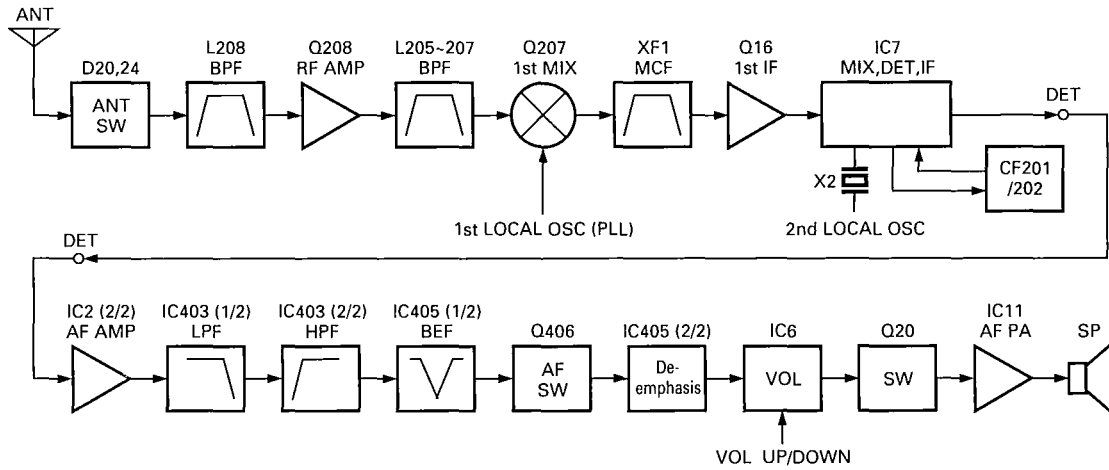 ANT
D20,24
ANT
SW
L208
BPF
Q208
RF AMP
L205~207
BPF
Q207
1st MIX
XF1
MCF
Q16
1st IF
IC7
MIX,DET,IF
DET
X2
CF201
/202
1st LOCAL OSC (PLL)
2nd LOCAL OSC
DET
IC2 (2/2)
AF AMP
IC403 (1/2)
LPF
IC403 (2/2)
HPF
IC405 (1/2)
BEF
Q406
AF
SW
IC405 (2/2)
De-
emphasis
IC6
VOL
Q20
SW
IC11
AF PA
SP
VOL UP/DOWN